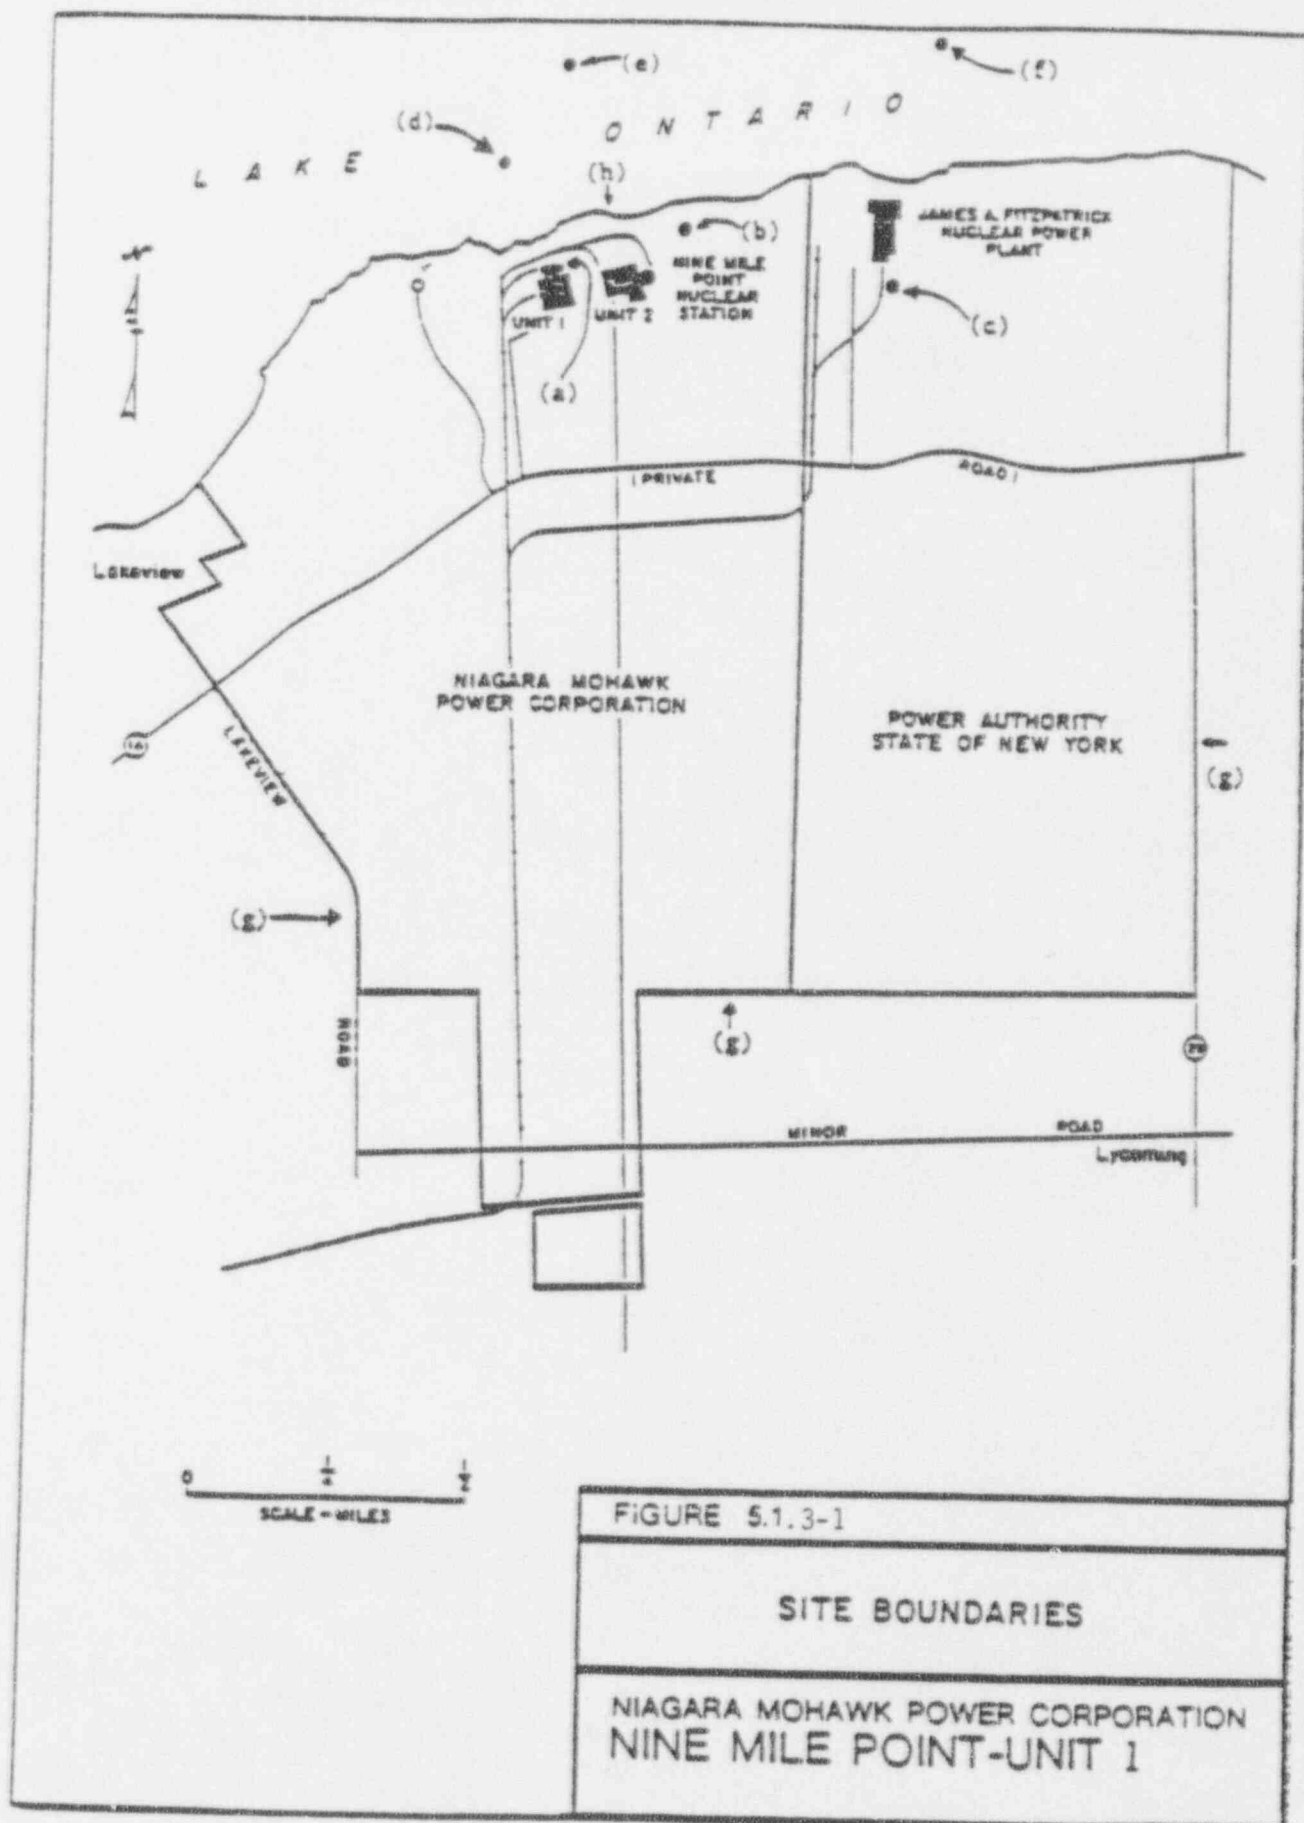 (e)
(f)
(d)
LAKE ONTARIO
(h)
(b)
JAMES A. FITZPATRICK
NUCLEAR POWER
PLANT
NINE MILE
POINT
NUCLEAR
STATION
UNIT 1
UNIT 2
(c)
(a)
(PRIVATE ROAD)
Lakeview
NIAGARA MOHAWK
POWER CORPORATION
POWER AUTHORITY
STATE OF NEW YORK
(g)
LAKEVIEW
(g)
ROAD
(g)
MINOR ROAD
Lycoming
0
SCALE - MILES
FIGURE 5.1.3-1
SITE BOUNDARIES
NIAGARA MOHAWK POWER CORPORATION
NINE MILE POINT-UNIT 1